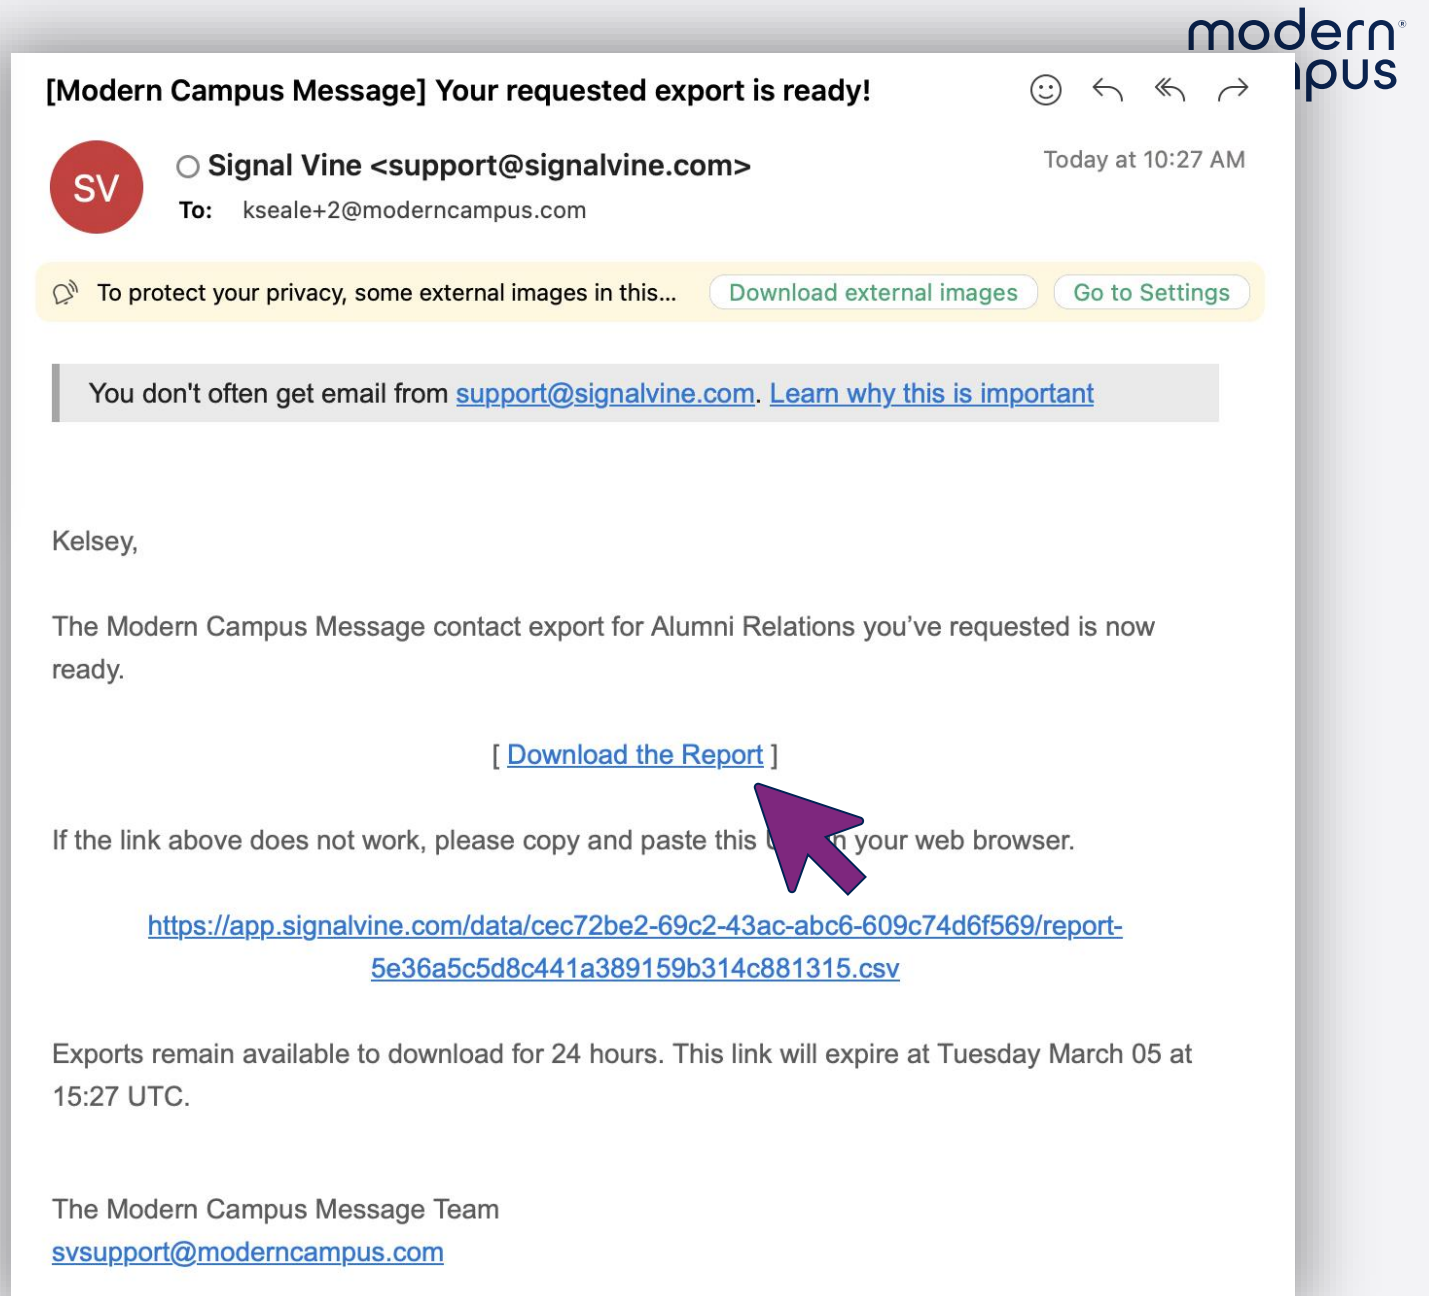 modern®
pus
[Modern Campus Message] Your requested export is ready!
SV
Signal Vine <support@signalvine.com>
Today at 10:27 AM
To: kseale+2@moderncampus.com
To protect your privacy, some external images in this...
Download external images
Go to Settings
You don't often get email from support@signalvine.com. Learn why this is important
Kelsey,
The Modern Campus Message contact export for Alumni Relations you’ve requested is now
ready.
[ Download the Report ]
If the link above does not work, please copy and paste this your web browser.
https://app.signalvine.com/data/cec72be2-69c2-43ac-abc6-609c74d6f569/report-
5e36a5c5d8c441a389159b314c881315.csv
Exports remain available to download for 24 hours. This link will expire at Tuesday March 05 at
15:27 UTC.
The Modern Campus Message Team
svsupport@moderncampus.com